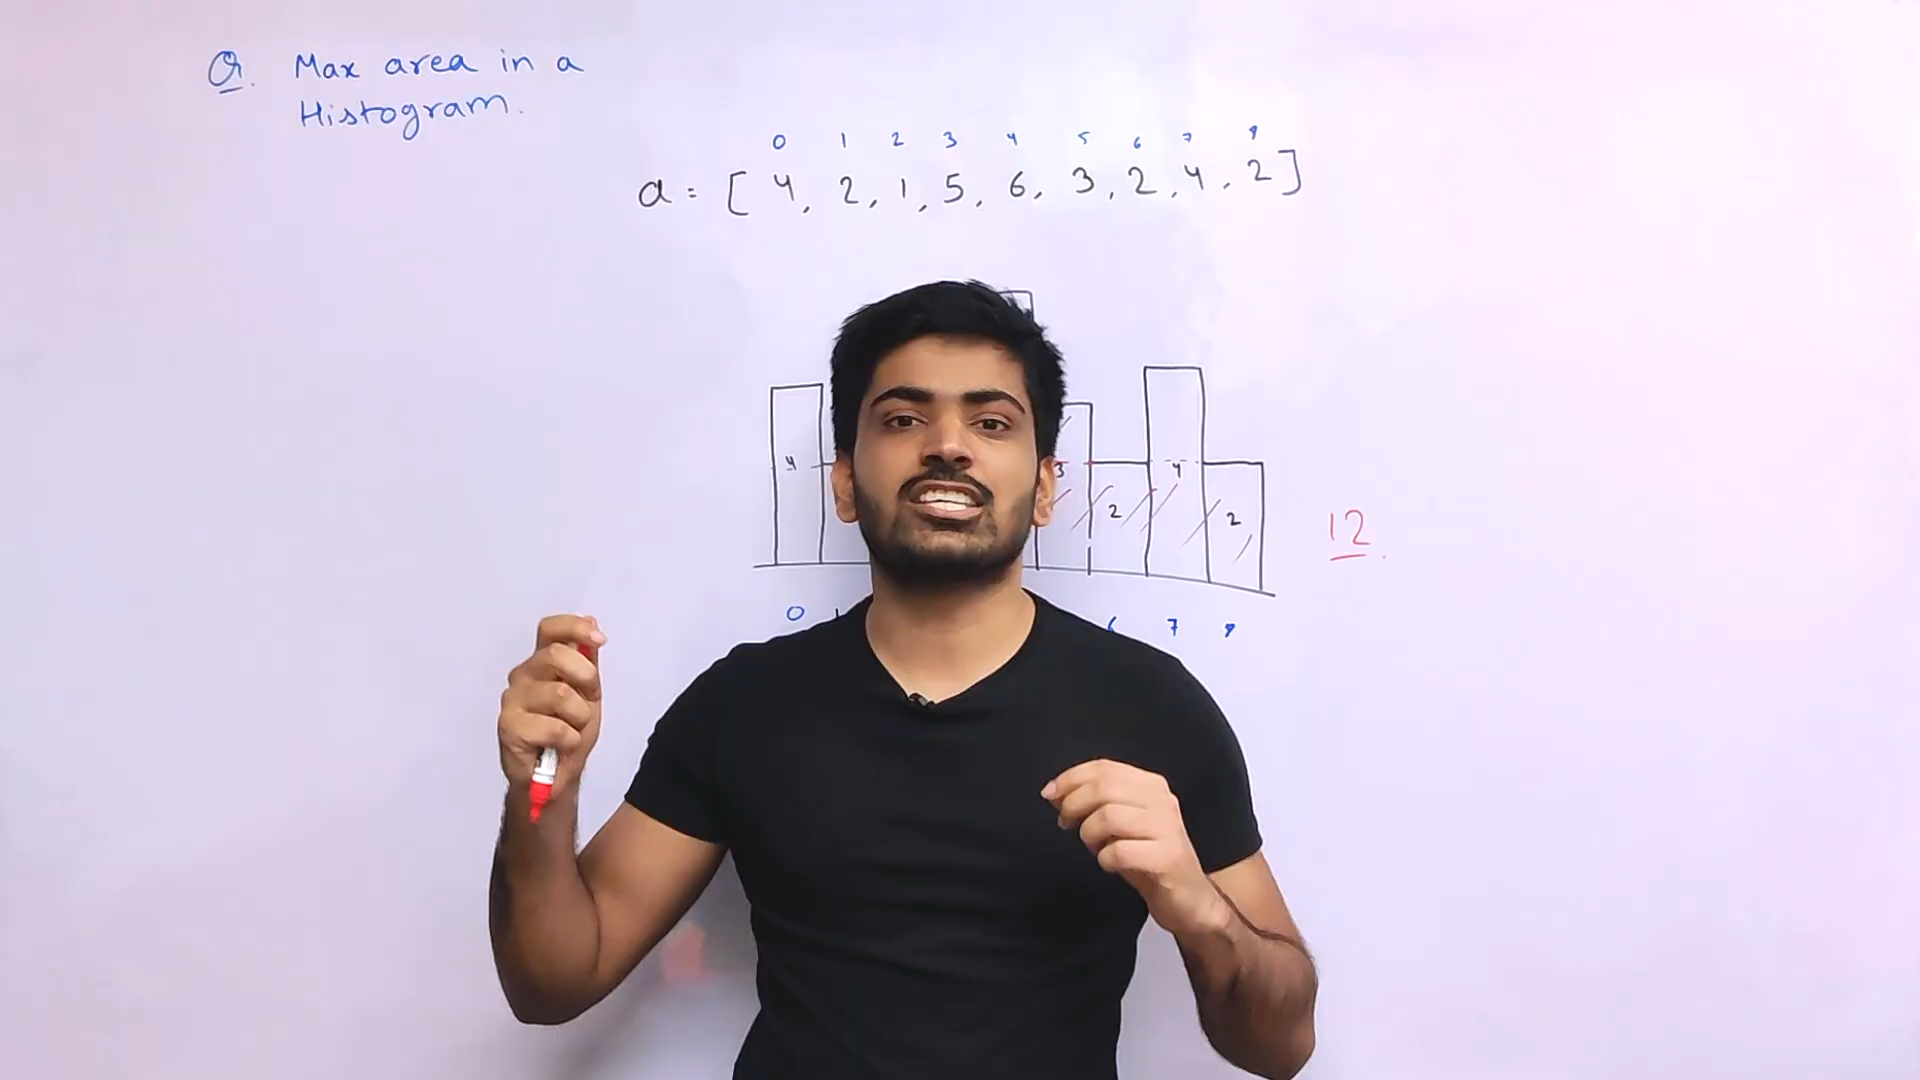 Q. Max area in a
Histogram.
0 1 2 3 4 5 6 7 8
a = [ 4, 2, 1, 5, 6, 3, 2, 4, 2 ]
4 3 4
2 2
12
0 6 7 8